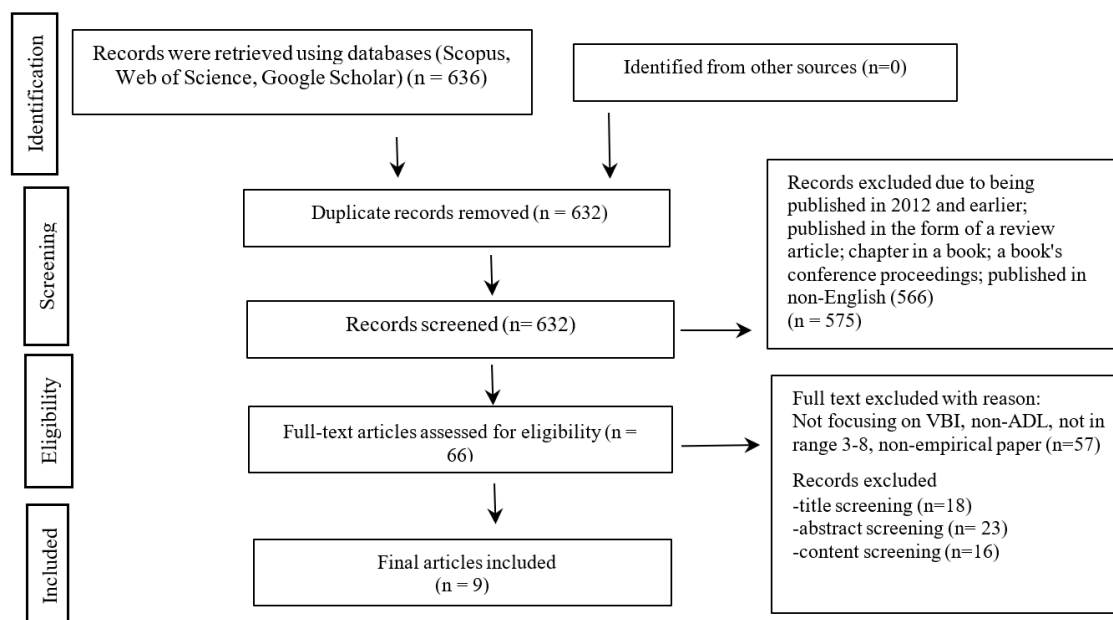 Identification
Records were retrieved using databases (Scopus,
Web of Science, Google Scholar) (n = 636)
Identified from other sources (n=0)
Screening
Duplicate records removed (n = 632)
Records excluded due to being
published in 2012 and earlier;
published in the form of a review
article; chapter in a book; a book's
conference proceedings; published in
non-English (566)
(n = 575)
Records screened (n= 632)
Eligibility
Full-text articles assessed for eligibility (n =
66)
Full text excluded with reason:
Not focusing on VBI, non-ADL, not in
range 3-8, non-empirical paper (n=57)
Records excluded
-title screening (n=18)
-abstract screening (n= 23)
-content screening (n=16)
Included
Final articles included
(n = 9)